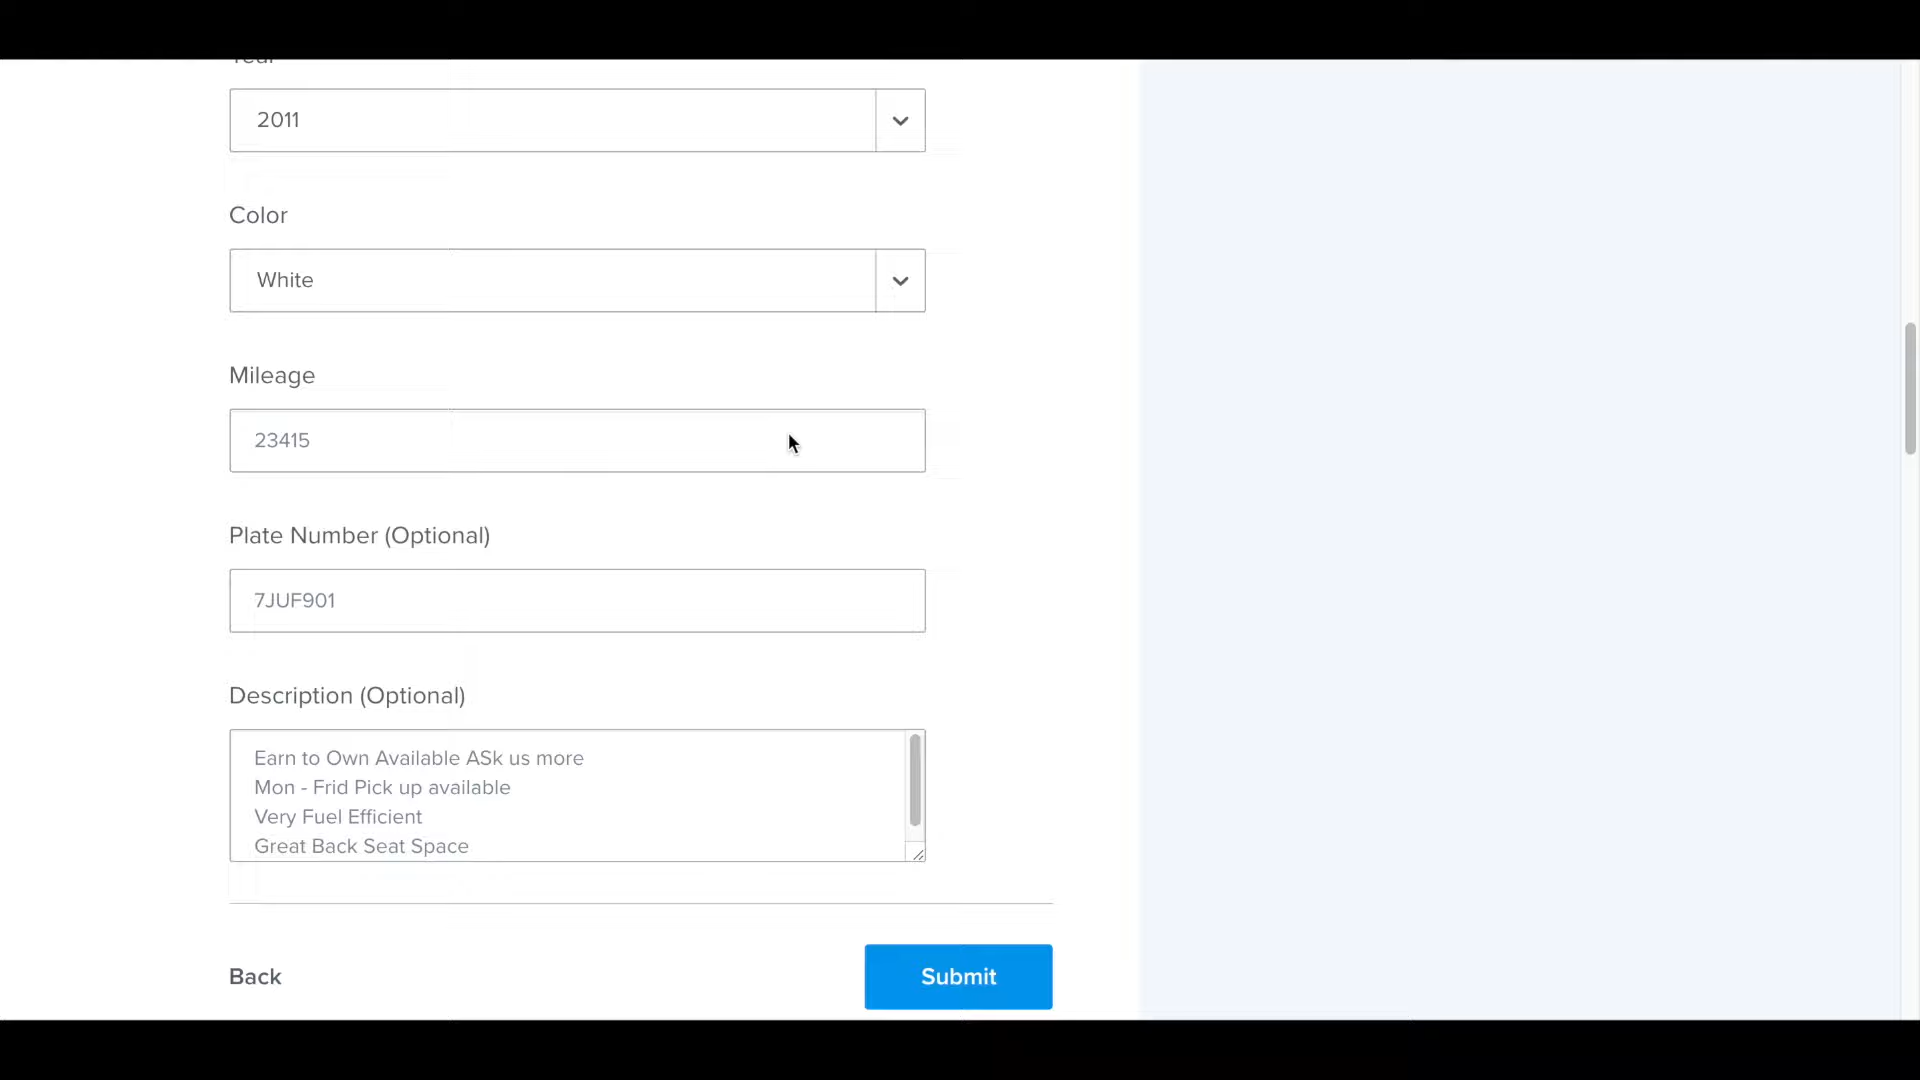 Year
2011
Color
White
Mileage
23415
Plate Number (Optional)
7JUF901
Description (Optional)
Earn to Own Available ASk us more
Mon - Frid Pick up available
Very Fuel Efficient
Great Back Seat Space
Back
Submit